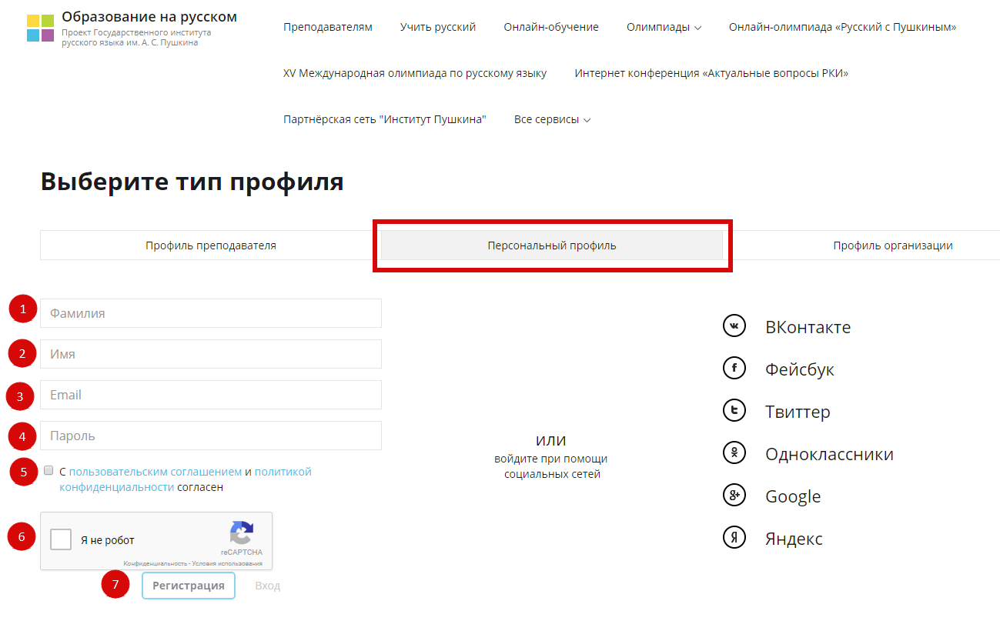 Образование на русском
Проект Государственного института
русского языка им. А. С. Пушкина
Преподавателям
Учить русский
Онлайн-обучение
Олимпиады
Онлайн-олимпиада «Русский с Пушкиным»
XV Международная олимпиада по русскому языку
Интернет конференция «Актуальные вопросы РКИ»
Партнёрская сеть "Институт Пушкина"
Все сервисы
Выберите тип профиля
Профиль преподавателя
Персональный профиль
Профиль организации
1
Фамилия
2
Имя
3
Email
4
Пароль
5
С пользовательским соглашением и политикой
конфиденциальности согласен
6
Я не робот
reCAPTCHA
Конфиденциальность - Условия использования
7
Регистрация
Вход
ИЛИ
войдите при помощи
социальных сетей
ВКонтакте
Фейсбук
Твиттер
Одноклассники
Google
Яндекс